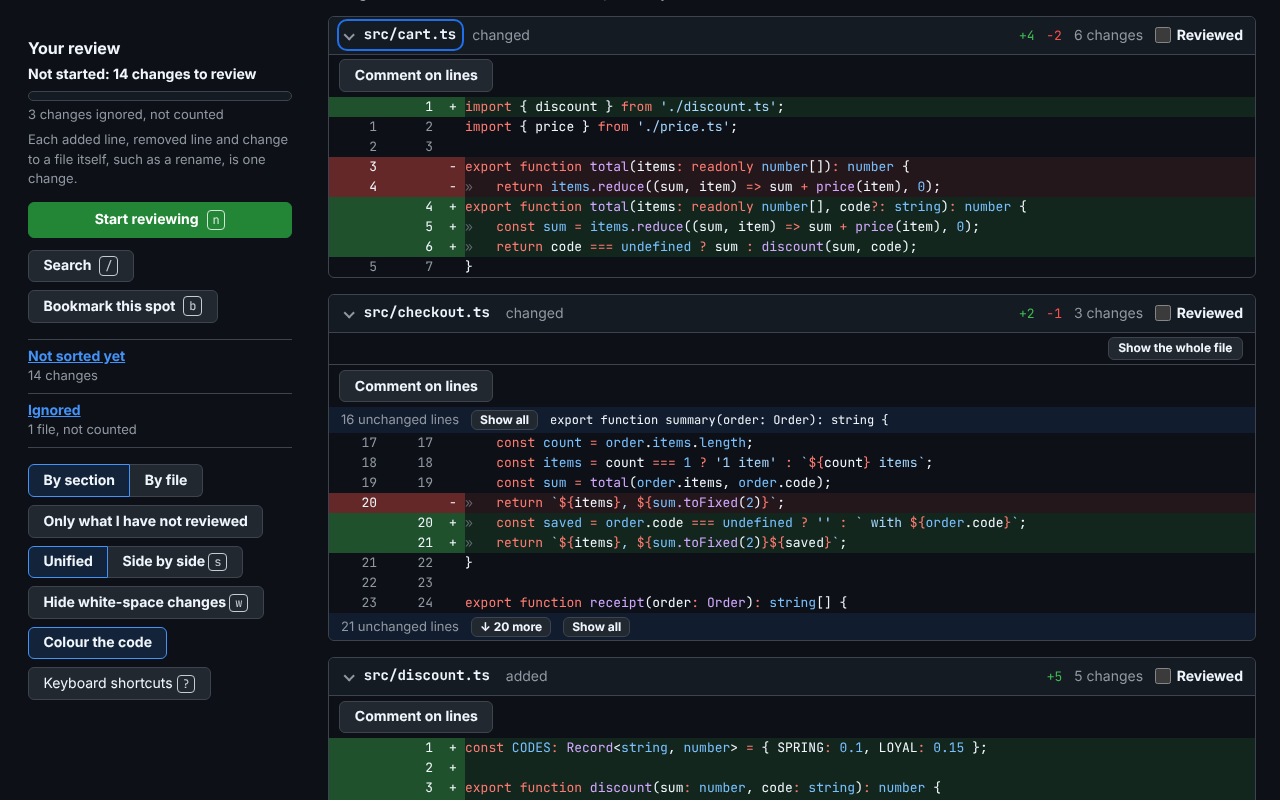 Your review
Not started: 14 changes to review
3 changes ignored, not counted
Each added line, removed line and change
to a file itself, such as a rename, is one
change.
Start reviewing n
Search /
Bookmark this spot b
Not sorted yet
14 changes
Ignored
1 file, not counted
By section By file
Only what I have not reviewed
Unified Side by side s
Hide white-space changes w
Colour the code
Keyboard shortcuts ?
src/cart.ts changed +4 -2 6 changes Reviewed
Comment on lines
1 + import { discount } from './discount.ts';
1 2 import { price } from './price.ts';
2 3
3 - export function total(items: readonly number[]): number {
4 - » return items.reduce((sum, item) => sum + price(item), 0);
4 + export function total(items: readonly number[], code?: string): number {
5 + » const sum = items.reduce((sum, item) => sum + price(item), 0);
6 + » return code === undefined ? sum : discount(sum, code);
5 7 }
src/checkout.ts changed +2 -1 3 changes Reviewed
Show the whole file
Comment on lines
16 unchanged lines Show all export function summary(order: Order): string {
17 17 const count = order.items.length;
18 18 const items = count === 1 ? '1 item' : `${count} items`;
19 19 const sum = total(order.items, order.code);
20 - » return `${items}, ${sum.toFixed(2)}`;
20 + » const saved = order.code === undefined ? '' : ` with ${order.code}`;
21 + » return `${items}, ${sum.toFixed(2)}${saved}`;
21 22 }
22 23
23 24 export function receipt(order: Order): string[] {
21 unchanged lines ↓ 20 more Show all
src/discount.ts added +5 5 changes Reviewed
Comment on lines
1 + const CODES: Record<string, number> = { SPRING: 0.1, LOYAL: 0.15 };
2 +
3 + export function discount(sum: number, code: string): number {